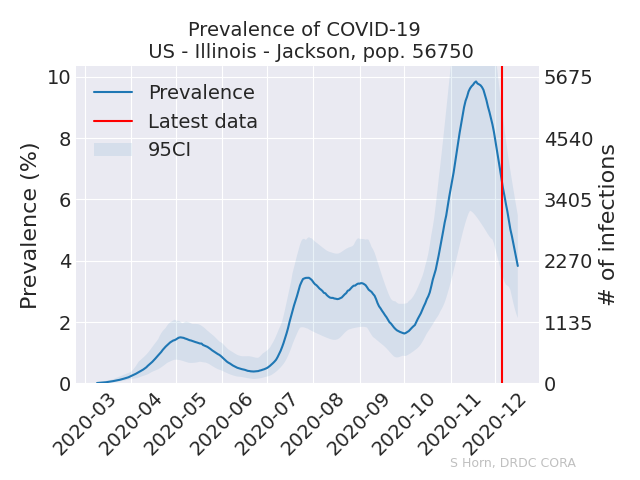 Prevalence of COVID-19
US - Illinois - Jackson, pop. 56750
Prevalence
Latest data
95CI
Prevalence (%)
10
8
6
4
2
0
5675
4540
3405
2270
1135
0
# of infections
2020-03
2020-04
2020-05
2020-06
2020-07
2020-08
2020-09
2020-10
2020-11
2020-12
S Horn, DRDC CORA